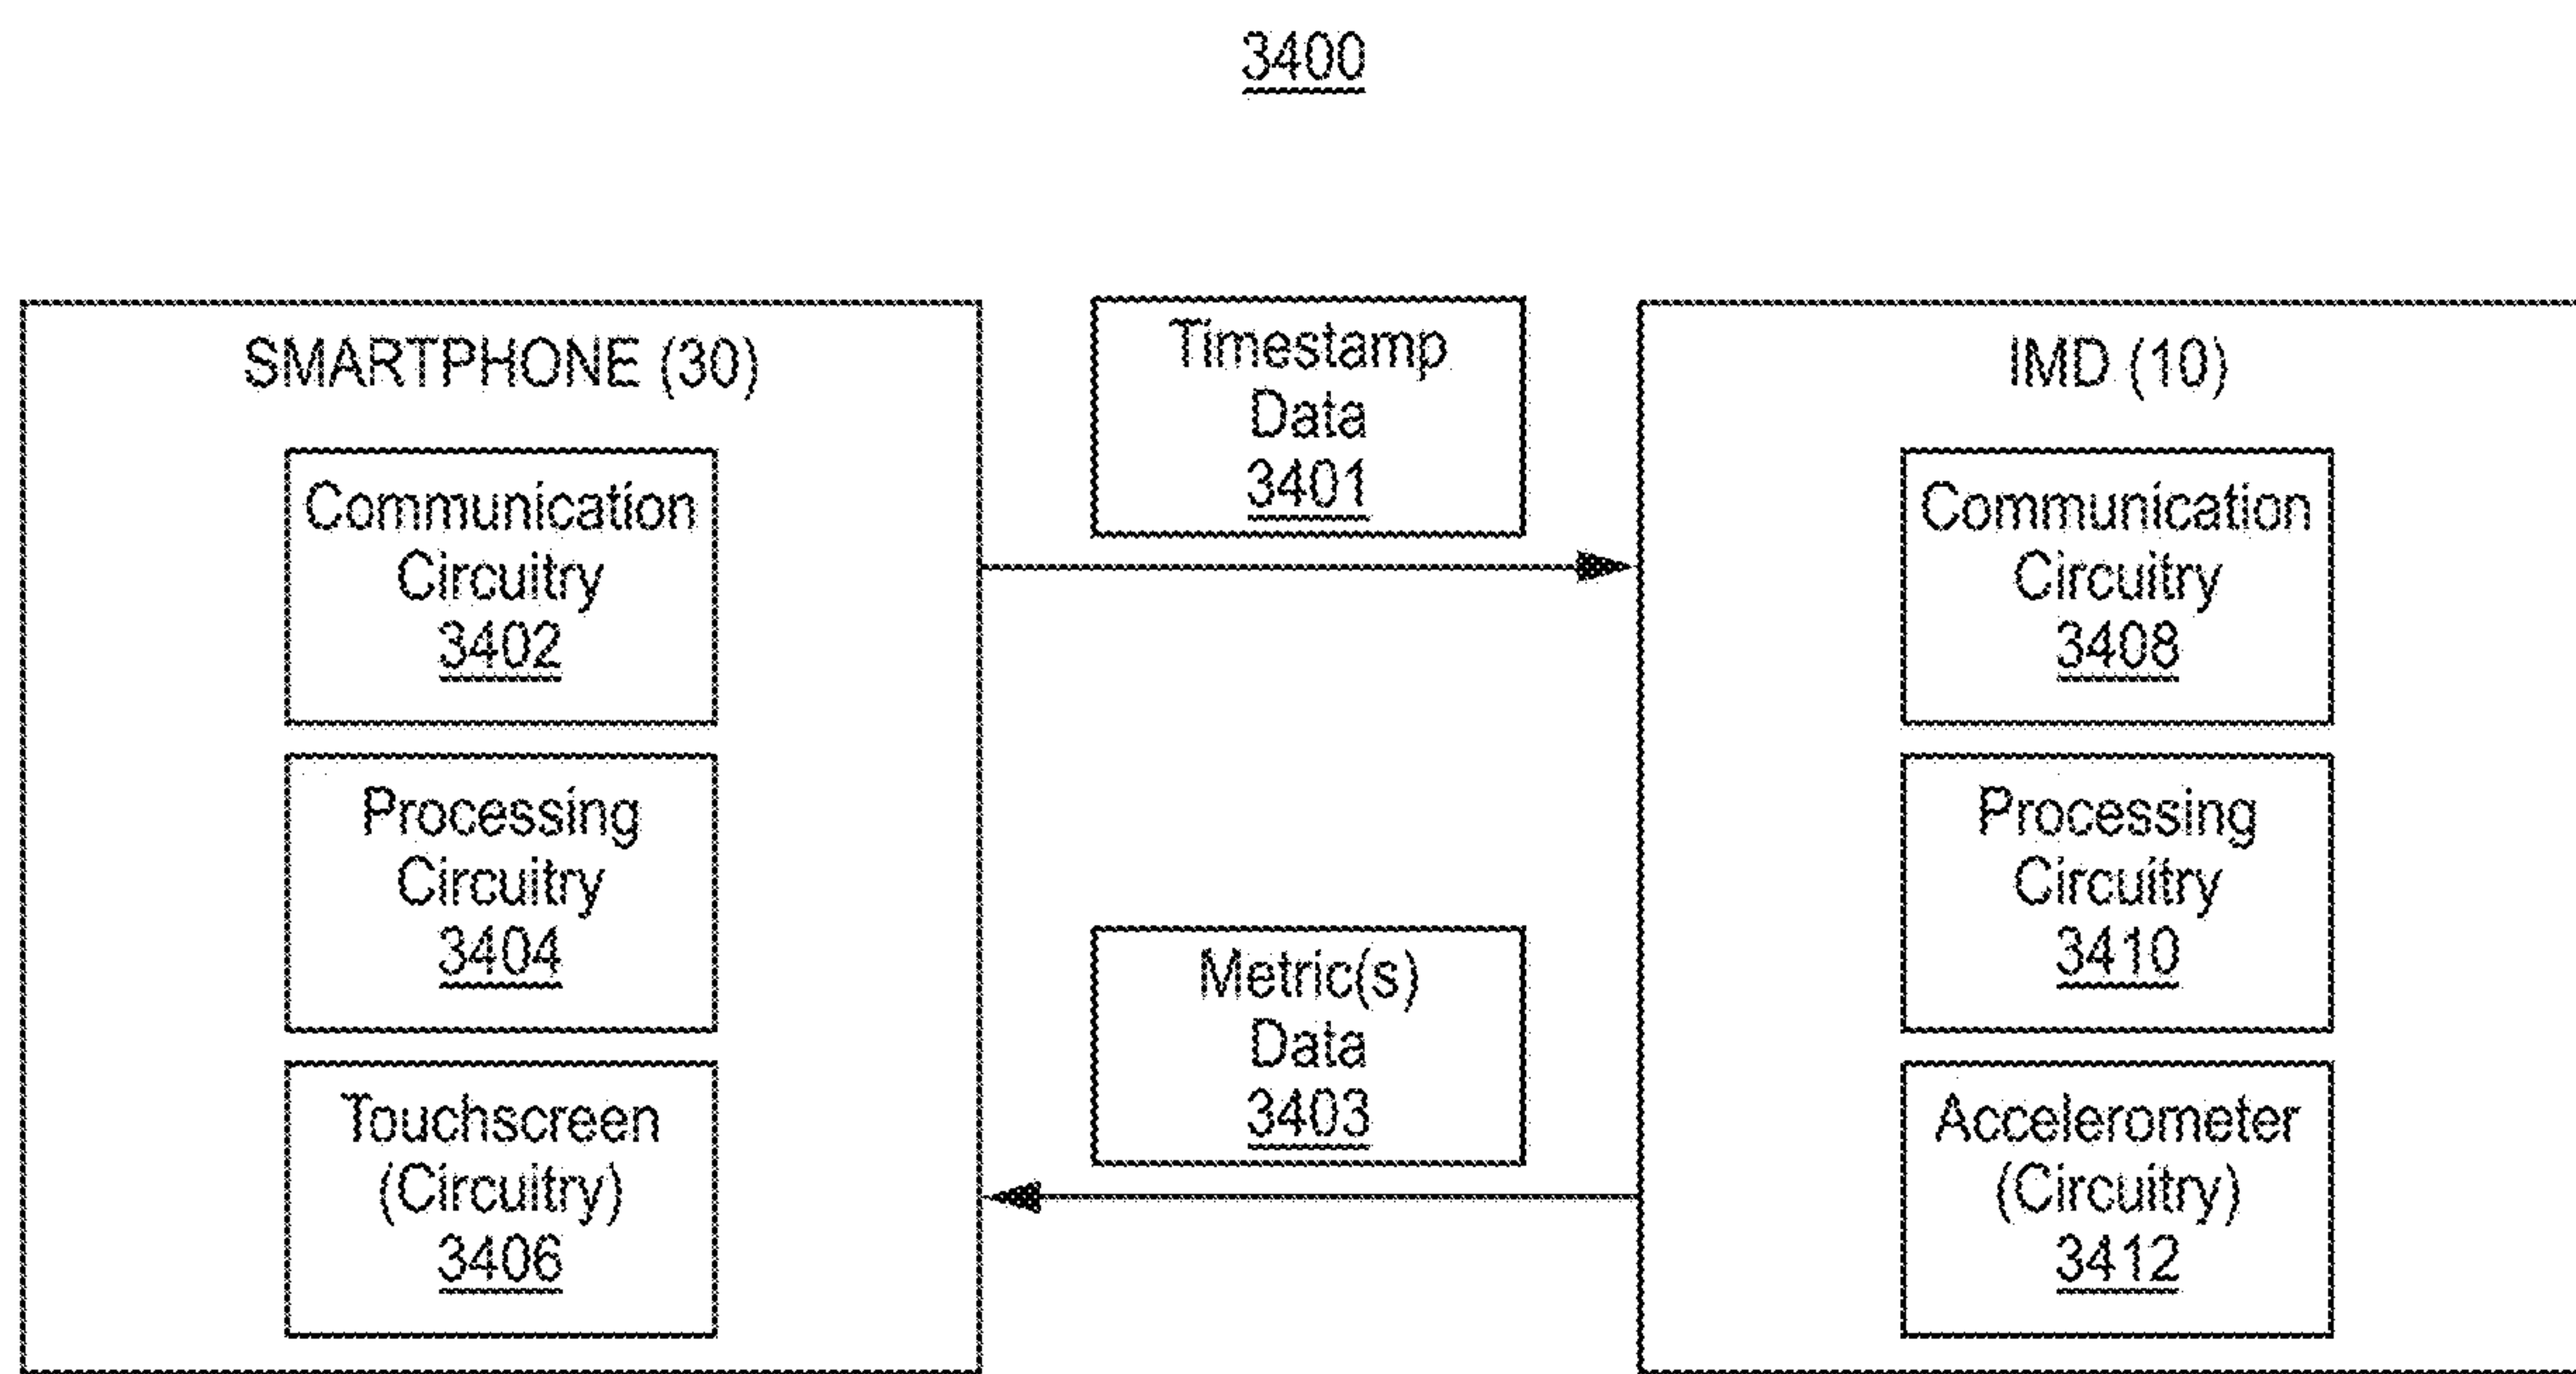 3400
SMARTPHONE (30)
Communication
Circuitry
3402
Processing
Circuitry
3404
Touchscreen
(Circuitry)
3406
Timestamp
Data
3401
Metric(s)
Data
3403
IMD (10)
Communication
Circuitry
3408
Processing
Circuitry
3410
Accelerometer
(Circuitry)
3412